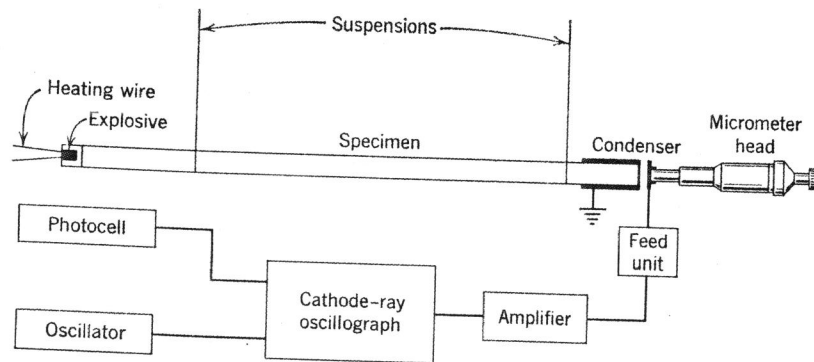 Suspensions
Heating wire
Explosive
Specimen
Condenser
Micrometer
head
Photocell
Feed
unit
Cathode-ray
oscillograph
Amplifier
Oscillator